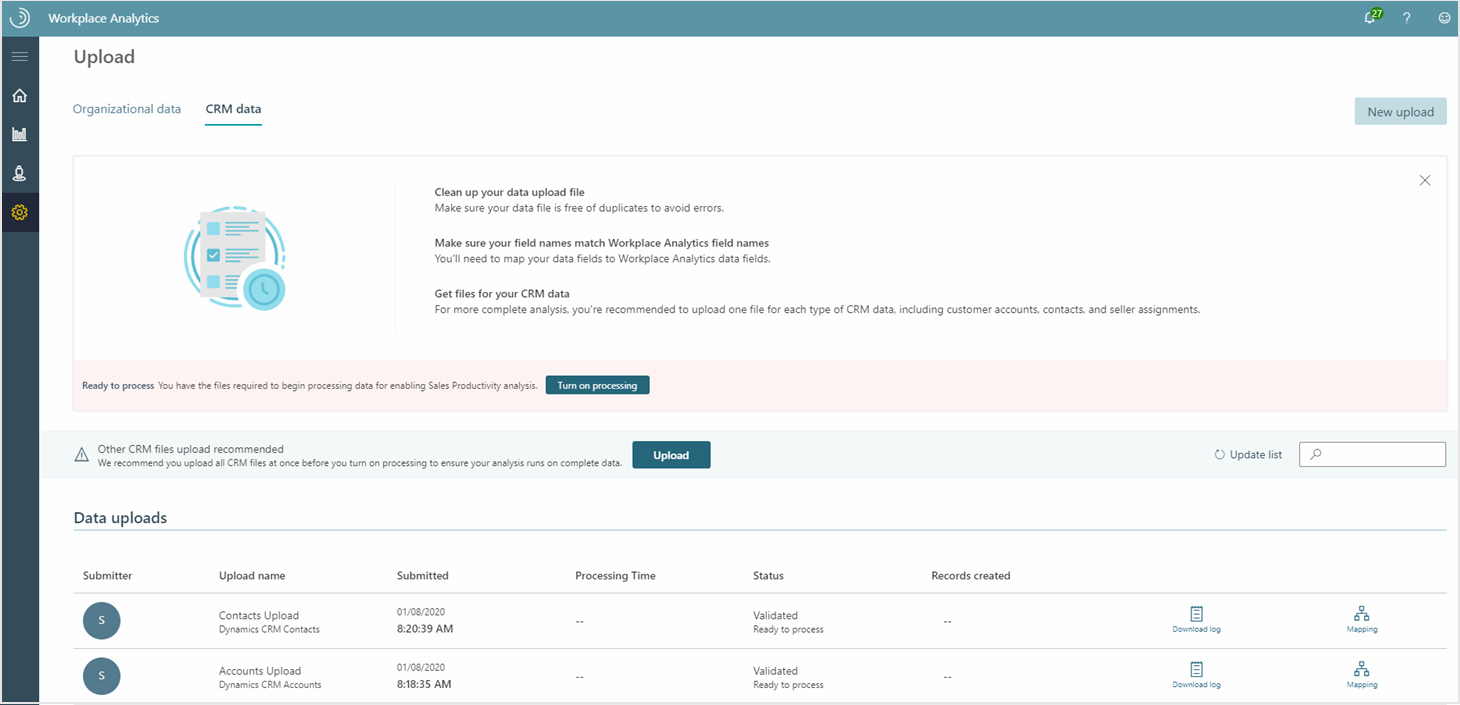 Workplace Analytics
27
?
Upload
Organizational data
CRM data
New upload
Clean up your data upload file
Make sure your data file is free of duplicates to avoid errors.
Make sure your field names match Workplace Analytics field names
You'll need to map your data fields to Workplace Analytics data fields.
Get files for your CRM data
For more complete analysis, you're recommended to upload one file for each type of CRM data, including customer accounts, contacts, and seller assignments.
Ready to process You have the files required to begin processing data for enabling Sales Productivity analysis. Turn on processing
Other CRM files upload recommended
We recommend you upload all CRM files at once before you turn on processing to ensure your analysis runs on complete data.
Upload
Update list
Data uploads
Submitter Upload name Submitted Processing Time Status Records created
S
Contacts Upload
Dynamics CRM Contacts
01/08/2020
8:20:39 AM
--
Validated
Ready to process
--
Download log
Mapping
S
Accounts Upload
Dynamics CRM Accounts
01/08/2020
8:18:35 AM
--
Validated
Ready to process
--
Download log
Mapping